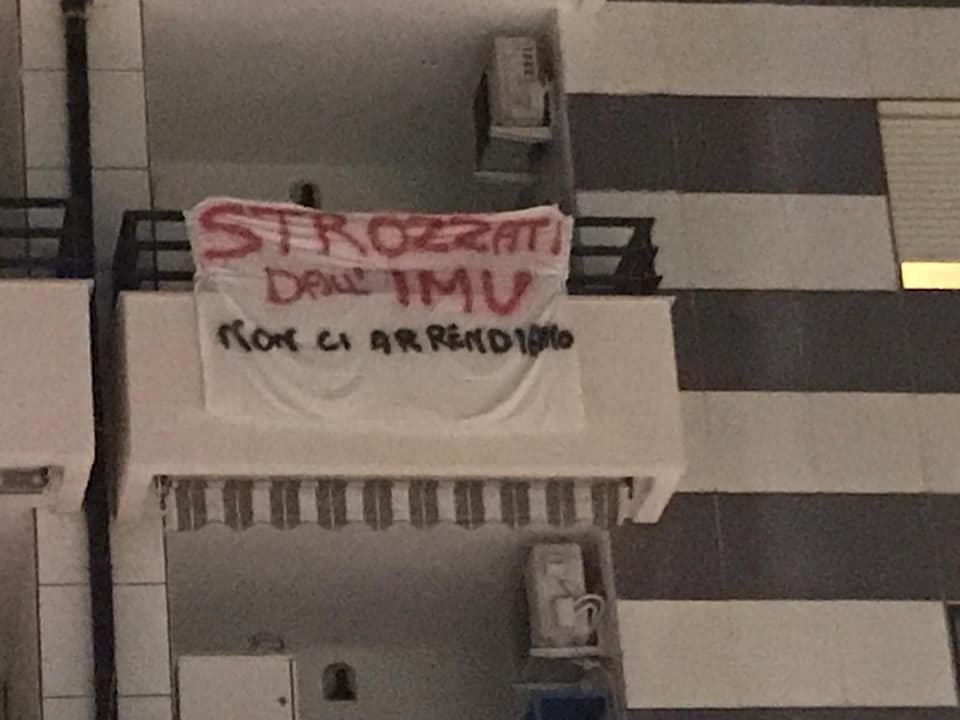 STROZZATI
DALL' IMU
NON CI ARRENDIAMO